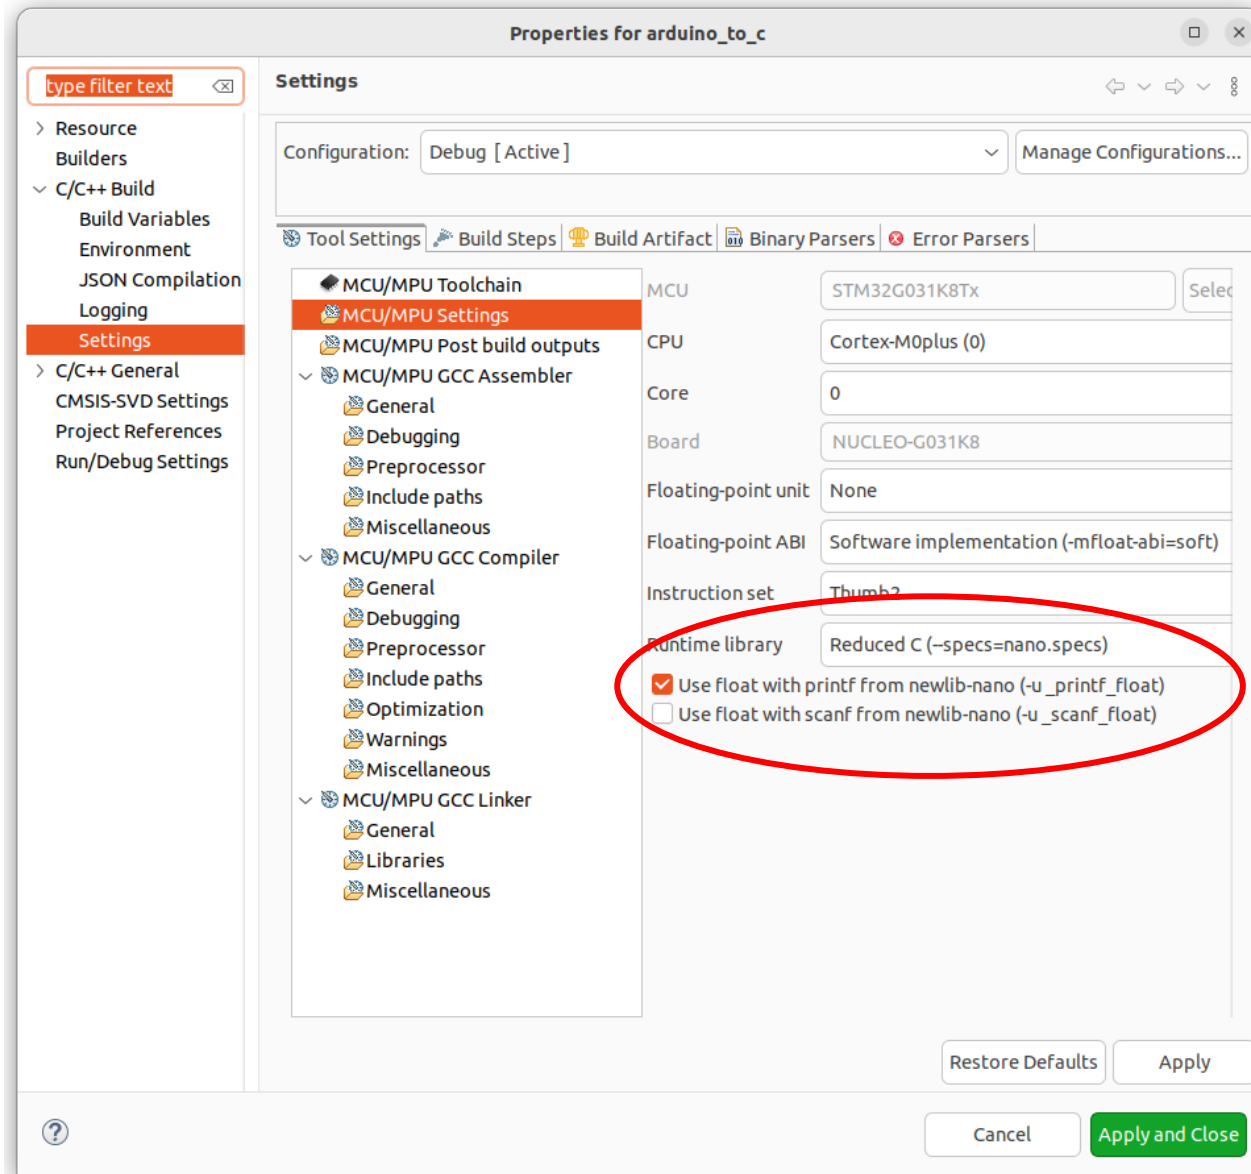 Properties for arduino_to_c
type filter text
Settings
Resource
Builders
C/C++ Build
Build Variables
Environment
JSON Compilation
Logging
Settings
C/C++ General
CMSIS-SVD Settings
Project References
Run/Debug Settings
Configuration: Debug [ Active ] Manage Configurations...
Tool Settings Build Steps Build Artifact Binary Parsers Error Parsers
MCU/MPU Toolchain
MCU/MPU Settings
MCU/MPU Post build outputs
MCU/MPU GCC Assembler
General
Debugging
Preprocessor
Include paths
Miscellaneous
MCU/MPU GCC Compiler
General
Debugging
Preprocessor
Include paths
Optimization
Warnings
Miscellaneous
MCU/MPU GCC Linker
General
Libraries
Miscellaneous
MCU STM32G031K8Tx Selec
CPU Cortex-M0plus (0)
Core 0
Board NUCLEO-G031K8
Floating-point unit None
Floating-point ABI Software implementation (-mfloat-abi=soft)
Instruction set Thumb2
Runtime library Reduced C (--specs=nano.specs)
Use float with printf from newlib-nano (-u _printf_float)
Use float with scanf from newlib-nano (-u _scanf_float)
Restore Defaults Apply
Cancel Apply and Close